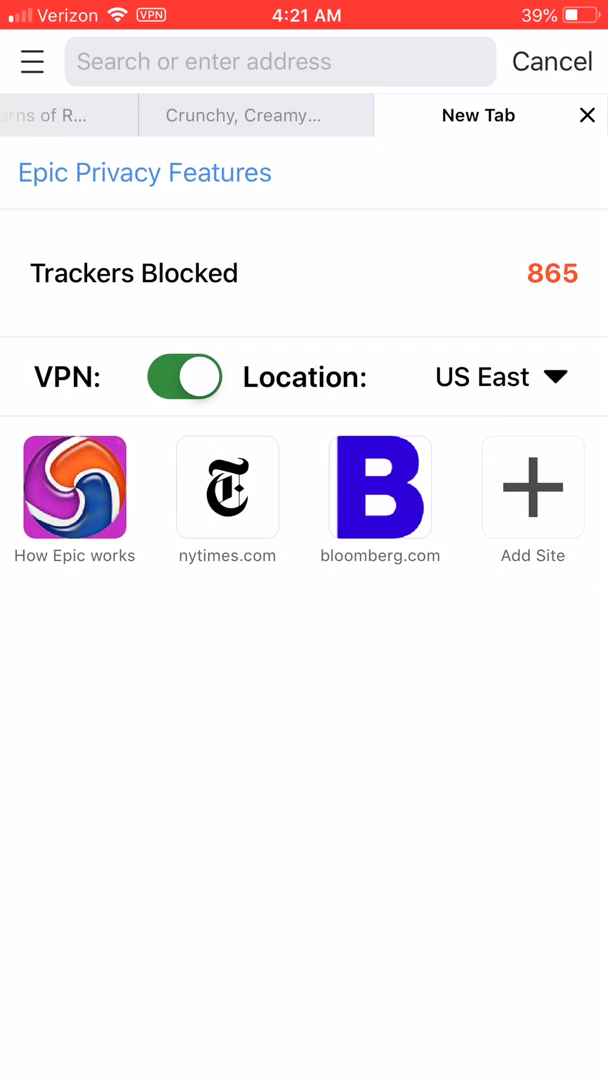 Verizon VPN 4:21 AM 39%
Search or enter address Cancel
arns of R... Crunchy, Creamy... New Tab
Epic Privacy Features
Trackers Blocked 865
VPN: Location: US East
B
How Epic works nytimes.com bloomberg.com Add Site